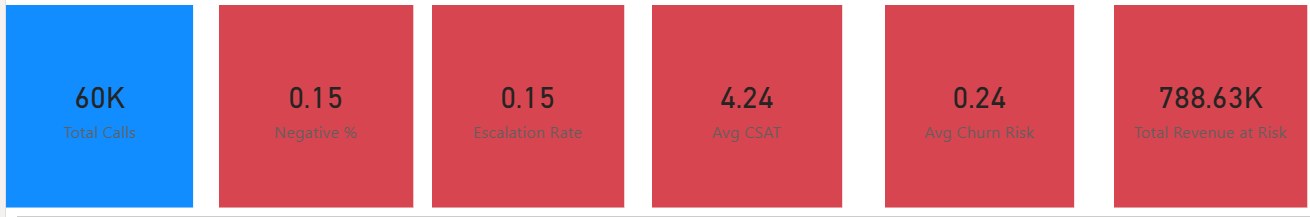 60K
Total Calls
0.15
Negative %
0.15
Escalation Rate
4.24
Avg CSAT
0.24
Avg Churn Risk
788.63K
Total Revenue at Risk